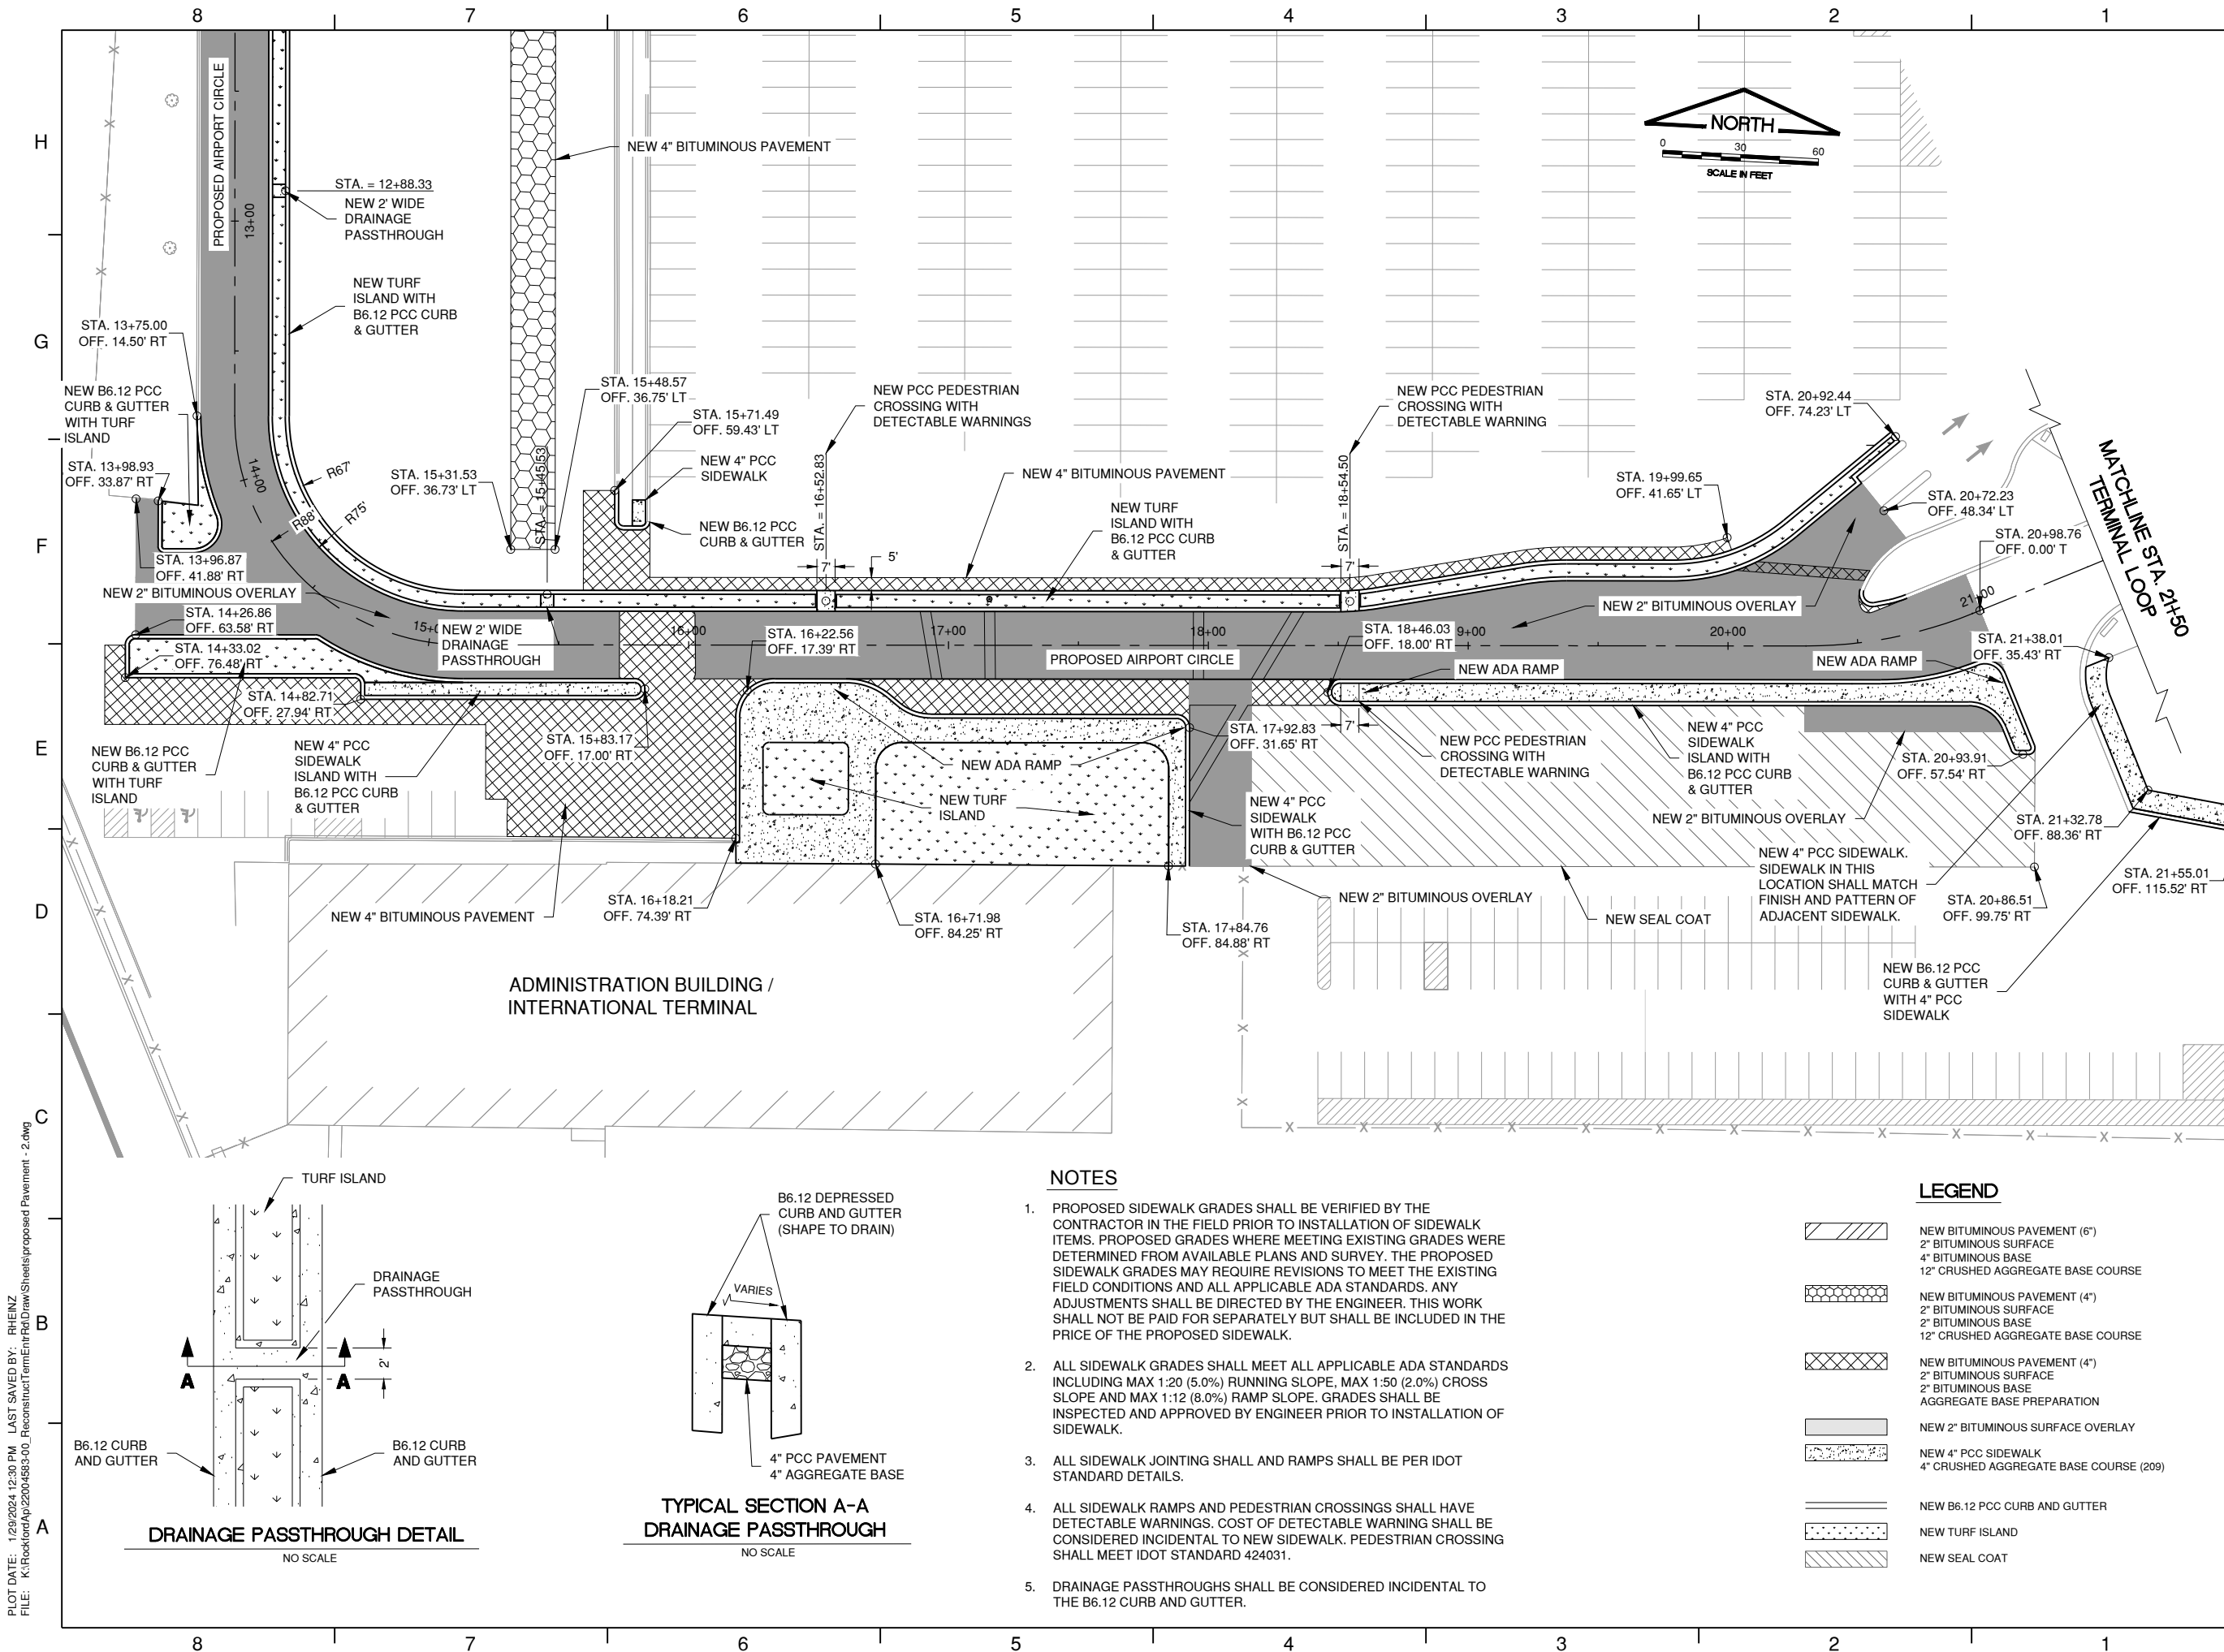 8 7 6 5 4 3 2 1
H
G
F
E
D
C
B
A
PROPOSED AIRPORT CIRCLE
13+00
STA. = 12+88.33
NEW 2' WIDE
DRAINAGE
PASSTHROUGH
NEW 4" BITUMINOUS PAVEMENT
NORTH
0 30 60
SCALE IN FEET
NEW TURF
ISLAND WITH
B6.12 PCC CURB
& GUTTER
STA. 13+75.00
OFF. 14.50' RT
NEW B6.12 PCC
CURB & GUTTER
WITH TURF
ISLAND
STA. 13+98.93
OFF. 33.87' RT
14+00
R67'
R75'
R88'
STA. 15+31.53
OFF. 36.73' LT
STA. = 15+45.53
STA. 15+48.57
OFF. 36.75' LT
STA. 15+71.49
OFF. 59.43' LT
NEW 4" PCC
SIDEWALK
NEW B6.12 PCC
CURB & GUTTER
NEW PCC PEDESTRIAN
CROSSING WITH
DETECTABLE WARNINGS
STA. = 16+52.83
7'
5'
NEW 4" BITUMINOUS PAVEMENT
NEW TURF
ISLAND WITH
B6.12 PCC CURB
& GUTTER
NEW PCC PEDESTRIAN
CROSSING WITH
DETECTABLE WARNING
STA. = 18+54.50
7'
STA. 19+99.65
OFF. 41.65' LT
STA. 20+92.44
OFF. 74.23' LT
STA. 20+72.23
OFF. 48.34' LT
STA. 20+98.76
OFF. 0.00' T
MATCHLINE STA. 21+50
TERMINAL LOOP
STA. 13+96.87
OFF. 41.88' RT
NEW 2" BITUMINOUS OVERLAY
STA. 14+26.86
OFF. 63.58' RT
STA. 14+33.02
OFF. 76.48' RT
STA. 14+82.71
OFF. 27.94' RT
NEW 2' WIDE
DRAINAGE
PASSTHROUGH
16+00
STA. 16+22.56
OFF. 17.39' RT
17+00
18+00
PROPOSED AIRPORT CIRCLE
STA. 18+46.03
OFF. 18.00' RT
9+00
NEW 2" BITUMINOUS OVERLAY
20+00
21+00
NEW ADA RAMP
NEW ADA RAMP
STA. 21+38.01
OFF. 35.43' RT
NEW B6.12 PCC
CURB & GUTTER
WITH TURF
ISLAND
NEW 4" PCC
SIDEWALK
ISLAND WITH
B6.12 PCC CURB
& GUTTER
STA. 15+83.17
OFF. 17.00' RT
NEW ADA RAMP
NEW TURF
ISLAND
STA. 17+92.83
OFF. 31.65' RT
7'
NEW 4" PCC
SIDEWALK
WITH B6.12 PCC
CURB & GUTTER
NEW PCC PEDESTRIAN
CROSSING WITH
DETECTABLE WARNING
NEW 4" PCC
SIDEWALK
ISLAND WITH
B6.12 PCC CURB
& GUTTER
NEW 2" BITUMINOUS OVERLAY
STA. 20+93.91
OFF. 57.54' RT
STA. 21+32.78
OFF. 88.36' RT
NEW 4" BITUMINOUS PAVEMENT
STA. 16+18.21
OFF. 74.39' RT
STA. 16+71.98
OFF. 84.25' RT
STA. 17+84.76
OFF. 84.88' RT
NEW 2" BITUMINOUS OVERLAY
NEW SEAL COAT
NEW 4" PCC SIDEWALK.
SIDEWALK IN THIS
LOCATION SHALL MATCH
FINISH AND PATTERN OF
ADJACENT SIDEWALK.
STA. 20+86.51
OFF. 99.75' RT
STA. 21+55.01
OFF. 115.52' RT
NEW B6.12 PCC
CURB & GUTTER
WITH 4" PCC
SIDEWALK
ADMINISTRATION BUILDING /
INTERNATIONAL TERMINAL
TURF ISLAND
DRAINAGE
PASSTHROUGH
A A
2'
B6.12 CURB
AND GUTTER
B6.12 CURB
AND GUTTER
DRAINAGE PASSTHROUGH DETAIL
NO SCALE
B6.12 DEPRESSED
CURB AND GUTTER
(SHAPE TO DRAIN)
VARIES
4" PCC PAVEMENT
4" AGGREGATE BASE
TYPICAL SECTION A-A
DRAINAGE PASSTHROUGH
NO SCALE
NOTES
1. PROPOSED SIDEWALK GRADES SHALL BE VERIFIED BY THE
CONTRACTOR IN THE FIELD PRIOR TO INSTALLATION OF SIDEWALK
ITEMS. PROPOSED GRADES WHERE MEETING EXISTING GRADES WERE
DETERMINED FROM AVAILABLE PLANS AND SURVEY. THE PROPOSED
SIDEWALK GRADES MAY REQUIRE REVISIONS TO MEET THE EXISTING
FIELD CONDITIONS AND ALL APPLICABLE ADA STANDARDS. ANY
ADJUSTMENTS SHALL BE DIRECTED BY THE ENGINEER. THIS WORK
SHALL NOT BE PAID FOR SEPARATELY BUT SHALL BE INCLUDED IN THE
PRICE OF THE PROPOSED SIDEWALK.
2. ALL SIDEWALK GRADES SHALL MEET ALL APPLICABLE ADA STANDARDS
INCLUDING MAX 1:20 (5.0%) RUNNING SLOPE, MAX 1:50 (2.0%) CROSS
SLOPE AND MAX 1:12 (8.0%) RAMP SLOPE. GRADES SHALL BE
INSPECTED AND APPROVED BY ENGINEER PRIOR TO INSTALLATION OF
SIDEWALK.
3. ALL SIDEWALK JOINTING SHALL AND RAMPS SHALL BE PER IDOT
STANDARD DETAILS.
4. ALL SIDEWALK RAMPS AND PEDESTRIAN CROSSINGS SHALL HAVE
DETECTABLE WARNINGS. COST OF DETECTABLE WARNING SHALL BE
CONSIDERED INCIDENTAL TO NEW SIDEWALK. PEDESTRIAN CROSSING
SHALL MEET IDOT STANDARD 424031.
5. DRAINAGE PASSTHROUGHS SHALL BE CONSIDERED INCIDENTAL TO
THE B6.12 CURB AND GUTTER.
LEGEND
NEW BITUMINOUS PAVEMENT (6")
2" BITUMINOUS SURFACE
4" BITUMINOUS BASE
12" CRUSHED AGGREGATE BASE COURSE
NEW BITUMINOUS PAVEMENT (4")
2" BITUMINOUS SURFACE
2" BITUMINOUS BASE
12" CRUSHED AGGREGATE BASE COURSE
NEW BITUMINOUS PAVEMENT (4")
2" BITUMINOUS SURFACE
2" BITUMINOUS BASE
AGGREGATE BASE PREPARATION
NEW 2" BITUMINOUS SURFACE OVERLAY
NEW 4" PCC SIDEWALK
4" CRUSHED AGGREGATE BASE COURSE (209)
NEW B6.12 PCC CURB AND GUTTER
NEW TURF ISLAND
NEW SEAL COAT
PLOT DATE: 1/29/2024 12:30 PM LAST SAVED BY: RHEINZ
FILE: K:\RockfordAp\22004583-00_ReconstructTermEntrRd\Draw\Sheets\proposed Pavement - 2.dwg
8 7 6 5 4 3 2 1